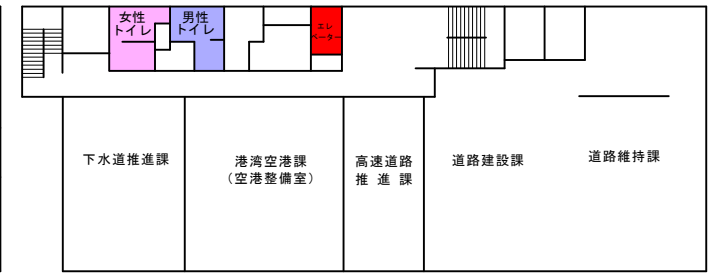 女性
トイレ
男性
トイレ
エレ
ベーター
下水道推進課
港湾空港課
（空港整備室）
高速道路
推進課
道路建設課
道路維持課